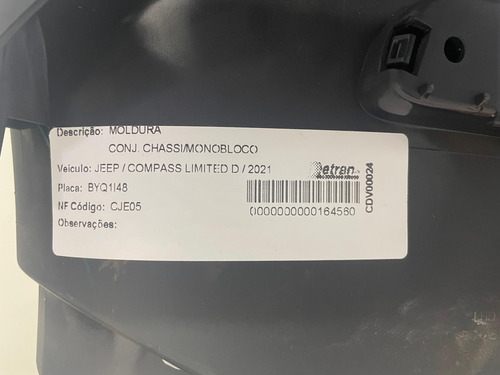 Descrição: MOLDURA
CONJ. CHASSI/MONOBLOCO
Veículo: JEEP / COMPASS LIMITED D / 2021
Placa: BYQ1I48
NF Código: CJE05
Observações:
Detran
0000000000164560
CDV00024